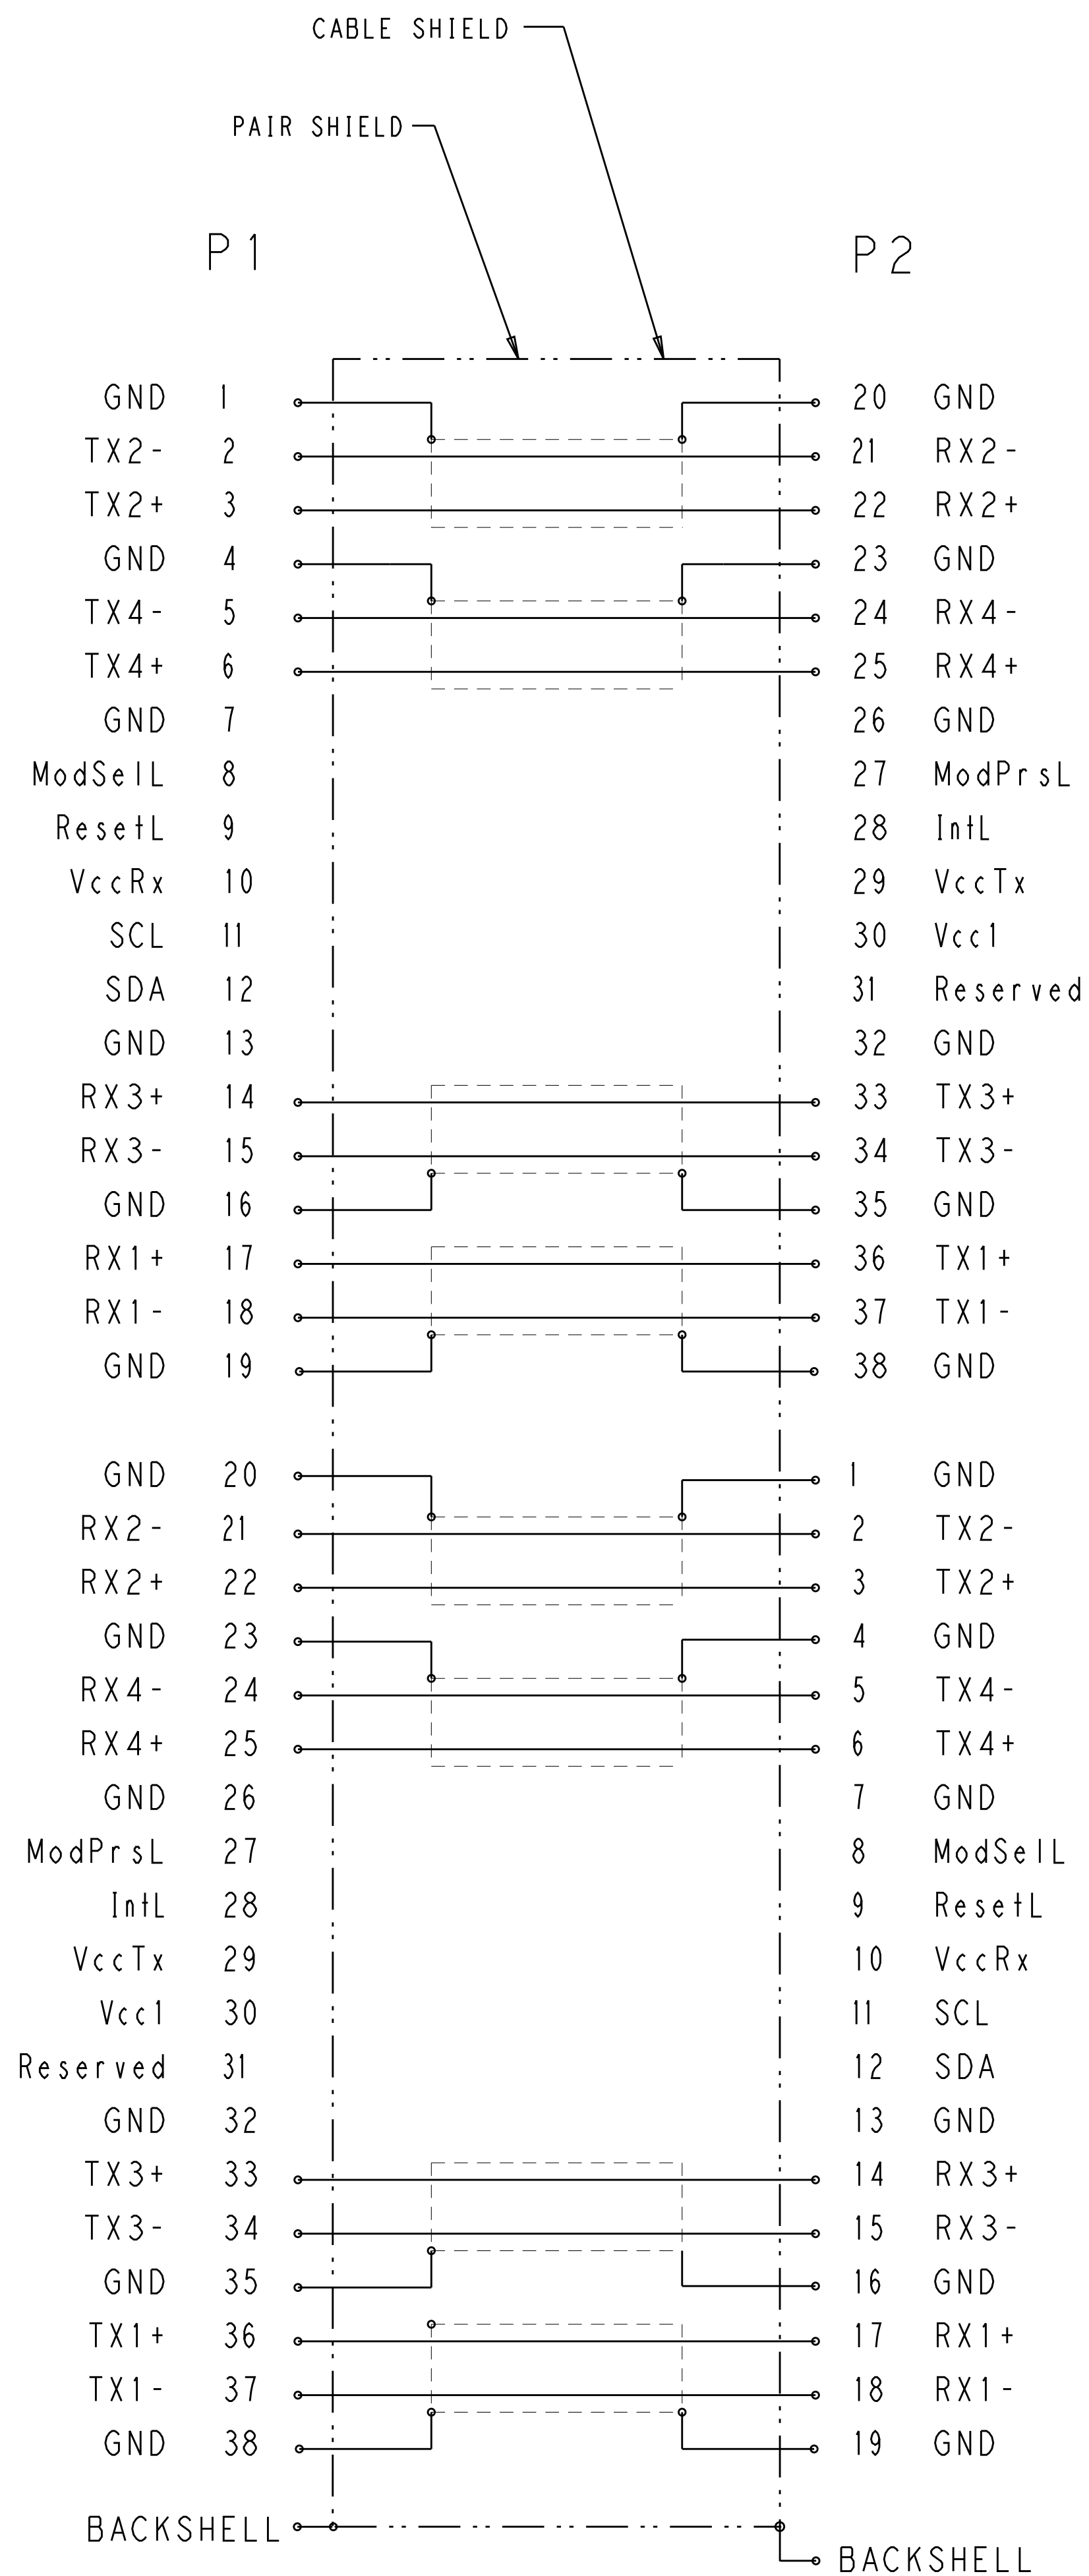 CABLE SHIELD
PAIR SHIELD
P1 P2
GND 1 20 GND
TX2- 2 21 RX2-
TX2+ 3 22 RX2+
GND 4 23 GND
TX4- 5 24 RX4-
TX4+ 6 25 RX4+
GND 7 26 GND
ModSelL 8 27 ModPrsL
ResetL 9 28 IntL
VccRx 10 29 VccTx
SCL 11 30 Vcc1
SDA 12 31 Reserved
GND 13 32 GND
RX3+ 14 33 TX3+
RX3- 15 34 TX3-
GND 16 35 GND
RX1+ 17 36 TX1+
RX1- 18 37 TX1-
GND 19 38 GND
GND 20 1 GND
RX2- 21 2 TX2-
RX2+ 22 3 TX2+
GND 23 4 GND
RX4- 24 5 TX4-
RX4+ 25 6 TX4+
GND 26 7 GND
ModPrsL 27 8 ModSelL
IntL 28 9 ResetL
VccTx 29 10 VccRx
Vcc1 30 11 SCL
Reserved 31 12 SDA
GND 32 13 GND
TX3+ 33 14 RX3+
TX3- 34 15 RX3-
GND 35 16 GND
TX1+ 36 17 RX1+
TX1- 37 18 RX1-
GND 38 19 GND
BACKSHELL
BACKSHELL